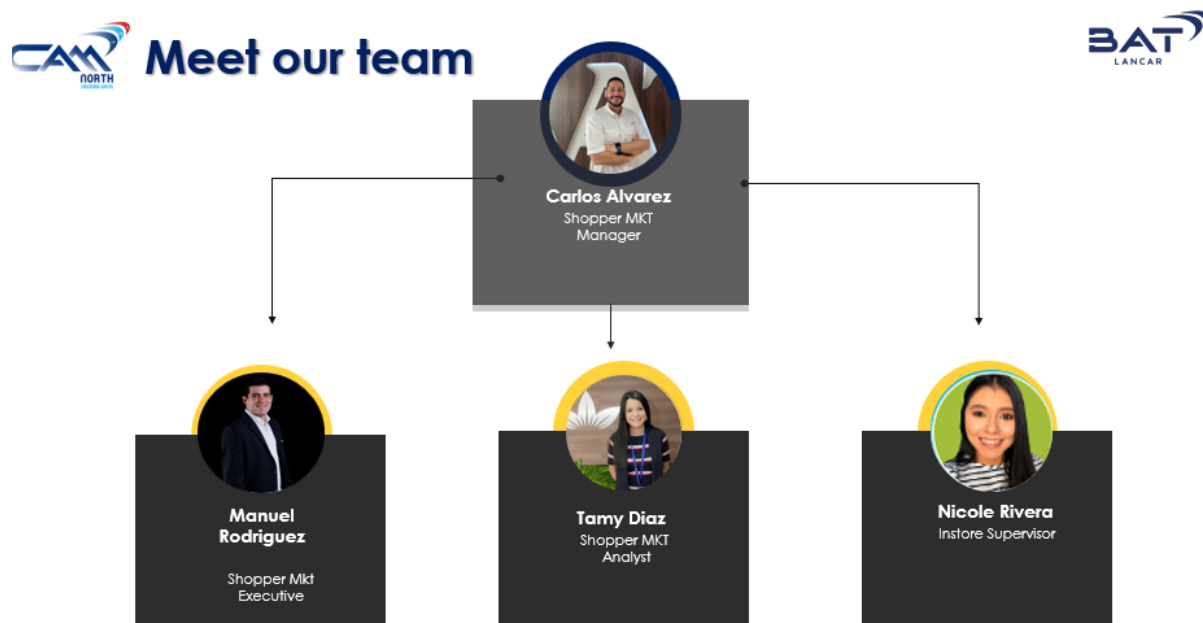 CAM
NORTH
Meet our team
BAT
LANCAR
Carlos Alvarez
Shopper MKT
Manager
Manuel
Rodriguez
Shopper Mkt
Executive
Tamy Diaz
Shopper MKT
Analyst
Nicole Rivera
Instore Supervisor